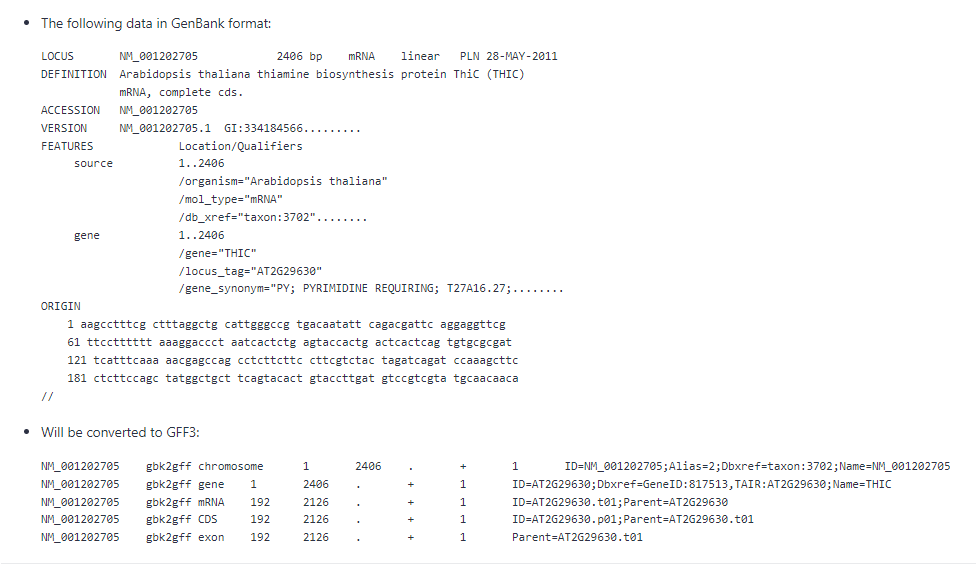 • The following data in GenBank format:
LOCUS       NM_001202705            2406 bp    mRNA    linear   PLN 28-MAY-2011
DEFINITION  Arabidopsis thaliana thiamine biosynthesis protein ThiC (THIC)
            mRNA, complete cds.
ACCESSION   NM_001202705
VERSION     NM_001202705.1  GI:334184566.........
FEATURES             Location/Qualifiers
     source          1..2406
                     /organism="Arabidopsis thaliana"
                     /mol_type="mRNA"
                     /db_xref="taxon:3702"........
     gene            1..2406
                     /gene="THIC"
                     /locus_tag="AT2G29630"
                     /gene_synonym="PY; PYRIMIDINE REQUIRING; T27A16.27;........
ORIGIN
    1 aagcctttcg ctttaggctg cattgggccg tgacaatatt cagacgattc aggaggttcg
    61 ttcctttttt aaaggaccct aatcactctg agtaccactg actcactcag tgtgcgcgat
    121 tcatttcaaa aacgagccag cctcttcttc cttcgtctac tagatcagat ccaaagcttc
    181 ctcttccagc tatggctgct tcagtacact gtaccttgat gtccgtcgta tgcaacaaca
//
• Will be converted to GFF3:
NM_001202705    gbk2gff chromosome      1       2406    .       +       1       ID=NM_001202705;Alias=2;Dbxref=taxon:3702;Name=NM_001202705
NM_001202705    gbk2gff gene    1       2406    .       +       1       ID=AT2G29630;Dbxref=GeneID:817513,TAIR:AT2G29630;Name=THIC
NM_001202705    gbk2gff mRNA    192     2126    .       +       1       ID=AT2G29630.t01;Parent=AT2G29630
NM_001202705    gbk2gff CDS     192     2126    .       +       1       ID=AT2G29630.p01;Parent=AT2G29630.t01
NM_001202705    gbk2gff exon    192     2126    .       +       1       Parent=AT2G29630.t01